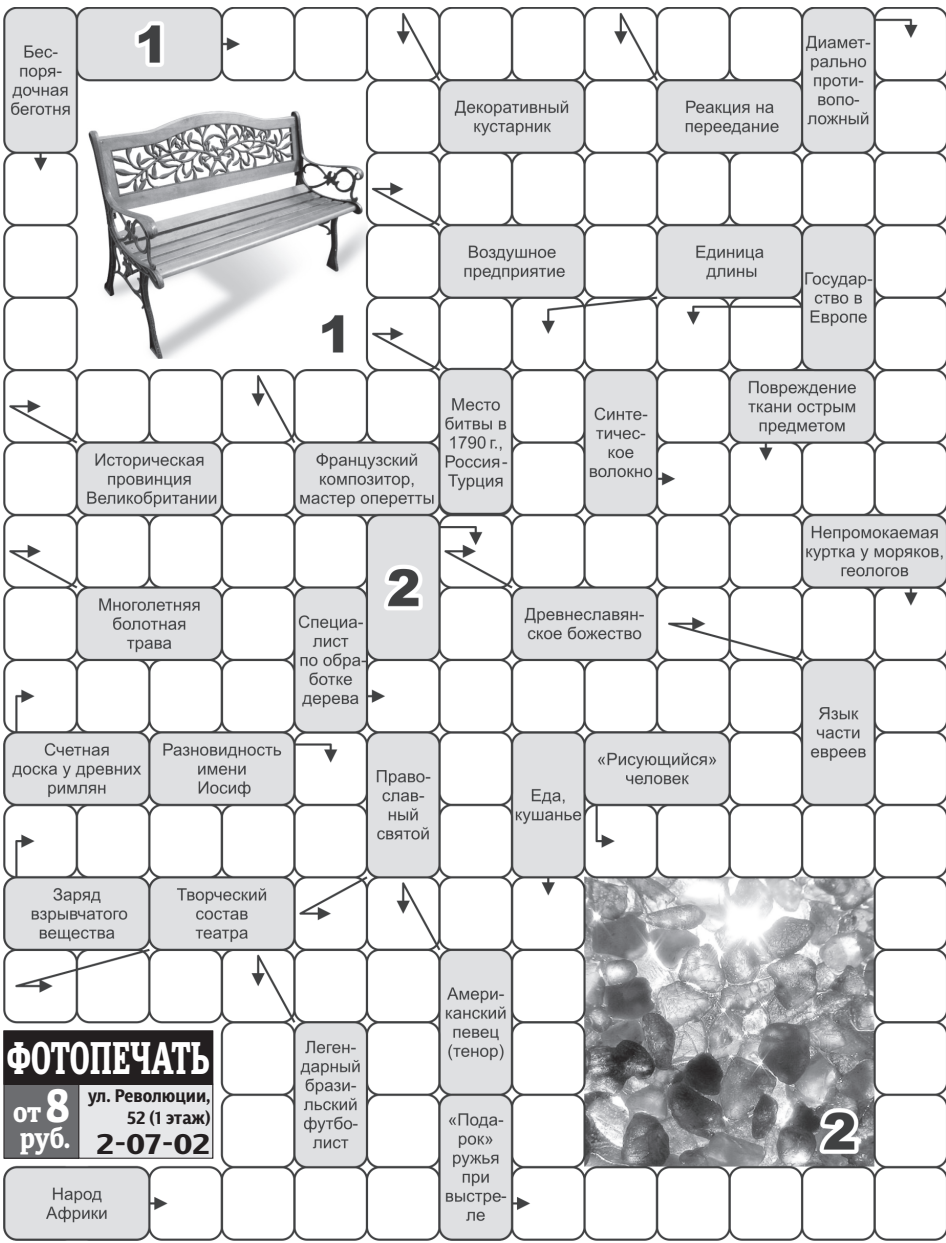 Бес-
поря-
дочная
беготня
1
Диамет-
рально
проти-
вопо-
ложный
Декоративный
кустарник
Реакция на
переедание
Воздушное
предприятие
Единица
длины
Государ-
ство в
Европе
1
Место
битвы в
1790 г.,
Россия-
Турция
Синте-
тичес-
кое
волокно
Повреждение
ткани острым
предметом
Историческая
провинция
Великобритании
Французский
композитор,
мастер оперетты
2
Непромокаемая
куртка у моряков,
геологов
Многолетняя
болотная
трава
Специа-
лист
по обра-
ботке
дерева
Древнеславян-
ское божество
Язык
части
евреев
Счетная
доска у древних
римлян
Разновидность
имени
Иосиф
Право-
слав-
ный
святой
Еда,
кушанье
«Рисующийся»
человек
Заряд
взрывчатого
вещества
Творческий
состав
театра
Амери-
канский
певец
(тенор)
Леген-
дарный
брази-
льский
футбо-
лист
«Пода-
рок»
ружья
при
выстре-
ле
2
ФОТОПЕЧАТЬ
от 8
руб.
ул. Революции,
52 (1 этаж)
2-07-02
Народ
Африки